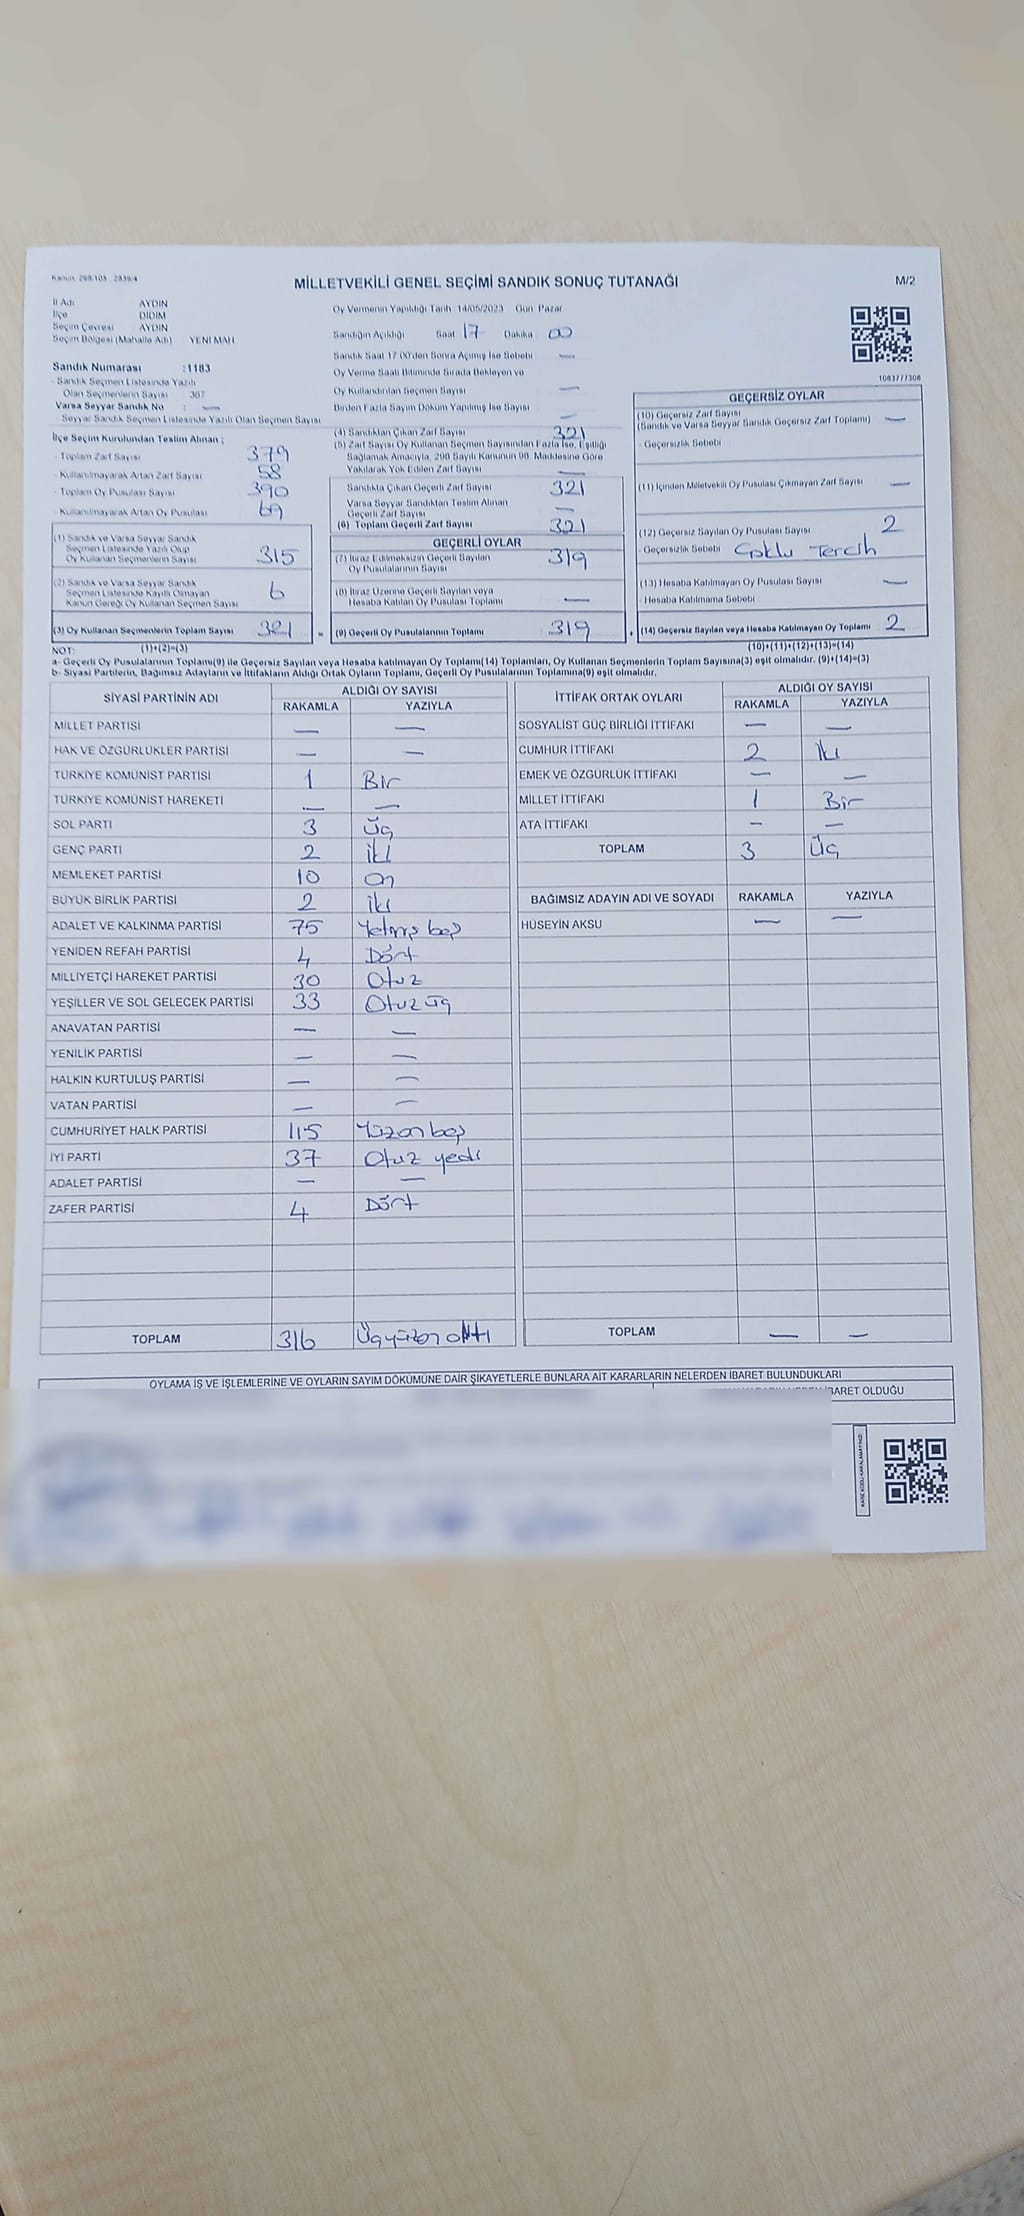 Kanun: 298/105 , 2839/4
MİLLETVEKİLİ GENEL SEÇİMİ SANDIK SONUÇ TUTANAĞI
M/2
İl Adı AYDIN
İlçe DİDİM
Seçim Çevresi AYDIN
Seçim Bölgesi (Mahalle Adı) YENİ MAH
Sandık Numarası :1183
- Sandık Seçmen Listesinde Yazılı
Olan Seçmenlerin Sayısı 367
Varsa Seyyar Sandık No : —
- Seyyar Sandık Seçmen Listesinde Yazılı Olan Seçmen Sayısı
İlçe Seçim Kurulundan Teslim Alınan ;
- Toplam Zarf Sayısı 379
- Kullanılmayarak Artan Zarf Sayısı 58
- Toplam Oy Pusulası Sayısı 390
- Kullanılmayarak Artan Oy Pusulası 69
(1) Sandık ve Varsa Seyyar Sandık
Seçmen Listesinde Yazılı Olup
Oy Kullanan Seçmenlerin Sayısı 315
(2) Sandık ve Varsa Seyyar Sandık
Seçmen Listesinde Kayıtlı Olmayan
Kanun Gereği Oy Kullanan Seçmen Sayısı 6
(3) Oy Kullanan Seçmenlerin Toplam Sayısı 321
Oy Vermenin Yapıldığı Tarih 14/05/2023 Gün Pazar
Sandığın Açıldığı Saat 17 Dakika 00
Sandık Saat 17 00'den Sonra Açımış İse Sebebi —
Oy Verme Saati Bitiminde Sırada Bekleyen ve
Oy Kullandırılan Seçmen Sayısı —
Birden Fazla Sayım Döküm Yapılmış İse Sayısı —
(4) Sandıktan Çıkan Zarf Sayısı 321
(5) Zarf Sayısı Oy Kullanan Seçmen Sayısından Fazla İse, Eşitliği
Sağlamak Amacıyla, 298 Sayılı Kanunun 98. Maddesine Göre
Yakılarak Yok Edilen Zarf Sayısı —
Sandıkta Çıkan Geçerli Zarf Sayısı 321
Varsa Seyyar Sandıktan Teslim Alınan
Geçerli Zarf Sayısı —
(6) Toplam Geçerli Zarf Sayısı 321
GEÇERLİ OYLAR
(7) İtiraz Edilmeksizin Geçerli Sayılan
Oy Pusulalarının Sayısı 319
(8) İtiraz Üzerine Geçerli Sayılan veya
Hesaba Katılan Oy Pusulası Toplamı —
= (9) Geçerli Oy Pusulalarının Toplamı 319
1083777308
GEÇERSİZ OYLAR
(10) Geçersiz Zarf Sayısı
(Sandık ve Varsa Seyyar Sandık Geçersiz Zarf Toplamı) —
- Geçersizlik Sebebi
(11) İçinden Milletvekili Oy Pusulası Çıkmayan Zarf Sayısı —
(12) Geçersiz Sayılan Oy Pusulası Sayısı 2
- Geçersizlik Sebebi Çoklu Tercih
(13) Hesaba Katılmayan Oy Pusulası Sayısı —
- Hesaba Katılmama Sebebi :
+ (14) Geçersiz Sayılan veya Hesaba Katılmayan Oy Toplamı 2
NOT: (1)+(2)=(3) (10)+(11)+(12)+(13)=(14)
a- Geçerli Oy Pusulalarının Toplamı(9) ile Geçersiz Sayılan veya Hesaba katılmayan Oy Toplamı(14) Toplamları, Oy Kullanan Seçmenlerin Toplam Sayısına(3) eşit olmalıdır. (9)+(14)=(3)
b- Siyasi Partilerin, Bağımsız Adayların ve İttifakların Aldığı Ortak Oyların Toplamı, Geçerli Oy Pusulalarının Toplamına(9) eşit olmalıdır.
SİYASİ PARTİNİN ADI ALDIĞI OY SAYISI
RAKAMLA YAZIYLA
MİLLET PARTİSİ — —
HAK VE ÖZGÜRLÜKLER PARTİSİ — —
TÜRKİYE KOMÜNİST PARTİSİ 1 Bir
TÜRKİYE KOMÜNİST HAREKETİ — —
SOL PARTİ 3 Üç
GENÇ PARTİ 2 İki
MEMLEKET PARTİSİ 10 On
BÜYÜK BİRLİK PARTİSİ 2 İki
ADALET VE KALKINMA PARTİSİ 75 Yetmiş beş
YENİDEN REFAH PARTİSİ 4 Dört
MİLLİYETÇİ HAREKET PARTİSİ 30 Otuz
YEŞİLLER VE SOL GELECEK PARTİSİ 33 Otuz üç
ANAVATAN PARTİSİ — —
YENİLİK PARTİSİ — —
HALKIN KURTULUŞ PARTİSİ — —
VATAN PARTİSİ — —
CUMHURİYET HALK PARTİSİ 115 Yüzon beş
İYİ PARTİ 37 Otuz yedi
ADALET PARTİSİ — —
ZAFER PARTİSİ 4 Dört
TOPLAM 316 Üçyüzon altı
İTTİFAK ORTAK OYLARI ALDIĞI OY SAYISI
RAKAMLA YAZIYLA
SOSYALİST GÜÇ BİRLİĞİ İTTİFAKI — —
CUMHUR İTTİFAKI 2 İki
EMEK VE ÖZGÜRLÜK İTTİFAKI — —
MİLLET İTTİFAKI 1 Bir
ATA İTTİFAKI — —
TOPLAM 3 Üç
BAĞIMSIZ ADAYIN ADI VE SOYADI RAKAMLA YAZIYLA
HÜSEYİN AKSU — —
TOPLAM — —
OYLAMA İŞ VE İŞLEMLERİNE VE OYLARIN SAYIM DÖKÜMÜNE DAİR ŞİKAYETLERLE BUNLARA AİT KARARLARIN NELERDEN İBARET BULUNDUKLARI
OLDUĞU
KARE KODU KARALAMAYINIZ!